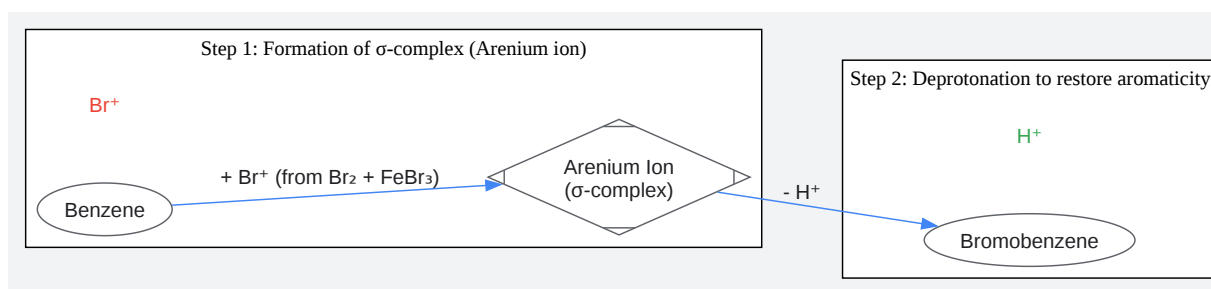 Step 1: Formation of σ-complex (Arenium ion)
Br⁺
Benzene
+ Br⁺ (from Br₂ + FeBr₃)
Arenium Ion
(σ-complex)
- H⁺
Step 2: Deprotonation to restore aromaticity
H⁺
Bromobenzene